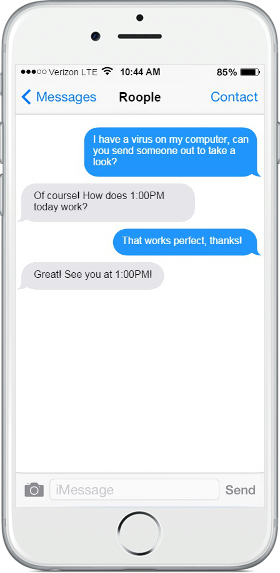 Verizon LTE 10:44 AM 85%
Messages Roople Contact
I have a virus on my computer, can
you send someone out to take a
look?
Of course! How does 1:00PM
today work?
That works perfect, thanks!
Great! See you at 1:00PM!
iMessage Send